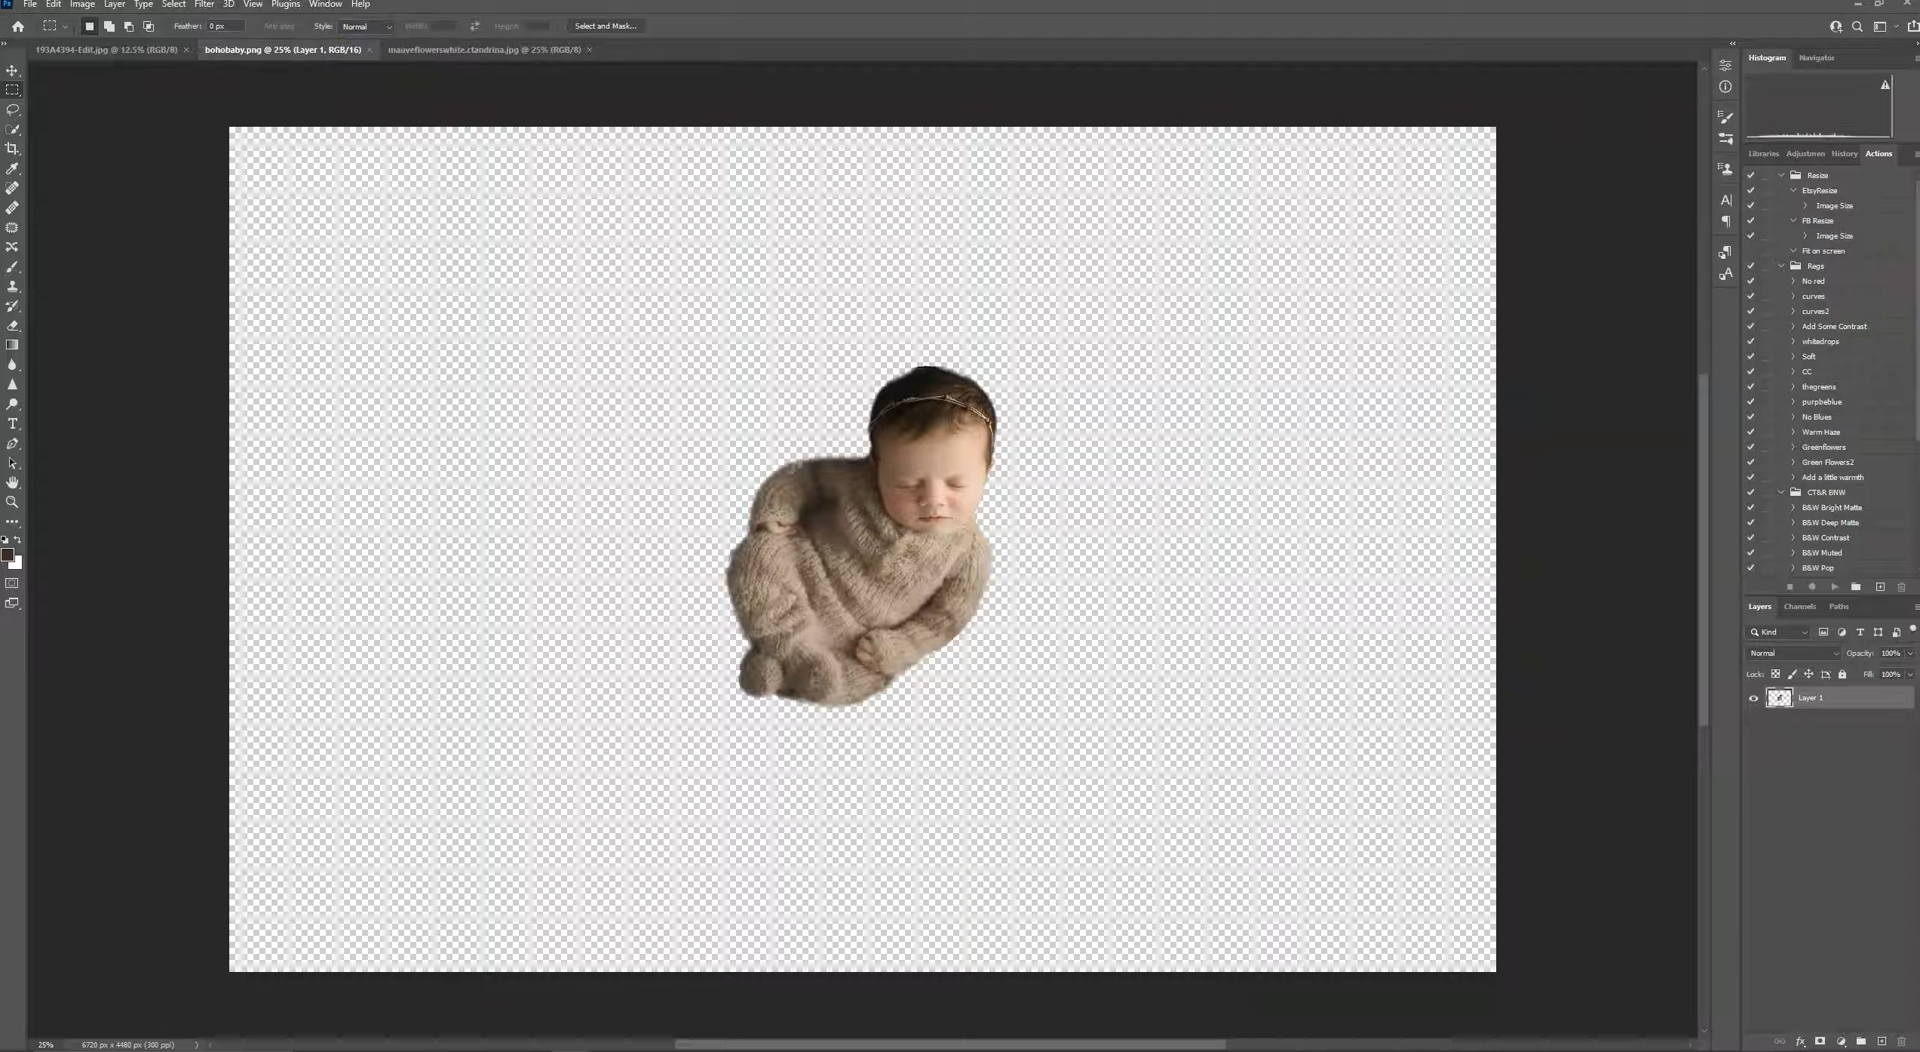 Ps File Edit Image Layer Type Select Filter 3D View Plugins Window Help
Feather: 0 px Anti-alias Style: Normal Width: Height: Select and Mask...
193A4394-Edit.jpg @ 12.5% (RGB/8) × bohobaby.png @ 25% (Layer 1, RGB/16) × mauveflowerswhite.ctandrina.jpg @ 25% (RGB/8) ×
Histogram Navigator
Libraries Adjustmen History Actions
Resize
EtsyResize
Image Size
FB Resize
Image Size
Fit on screen
Regs
No red
curves
curves2
Add Some Contrast
whitedrops
Soft
CC
thegreens
purpbeblue
No Blues
Warm Haze
Greenflowers
Green Flowers2
Add a little warmth
CT&R BNW
B&W Bright Matte
B&W Deep Matte
B&W Contrast
B&W Muted
B&W Pop
Layers Channels Paths
Kind
Normal Opacity: 100%
Lock: Fill: 100%
Layer 1
fx
25% 6720 px x 4480 px (300 ppi)